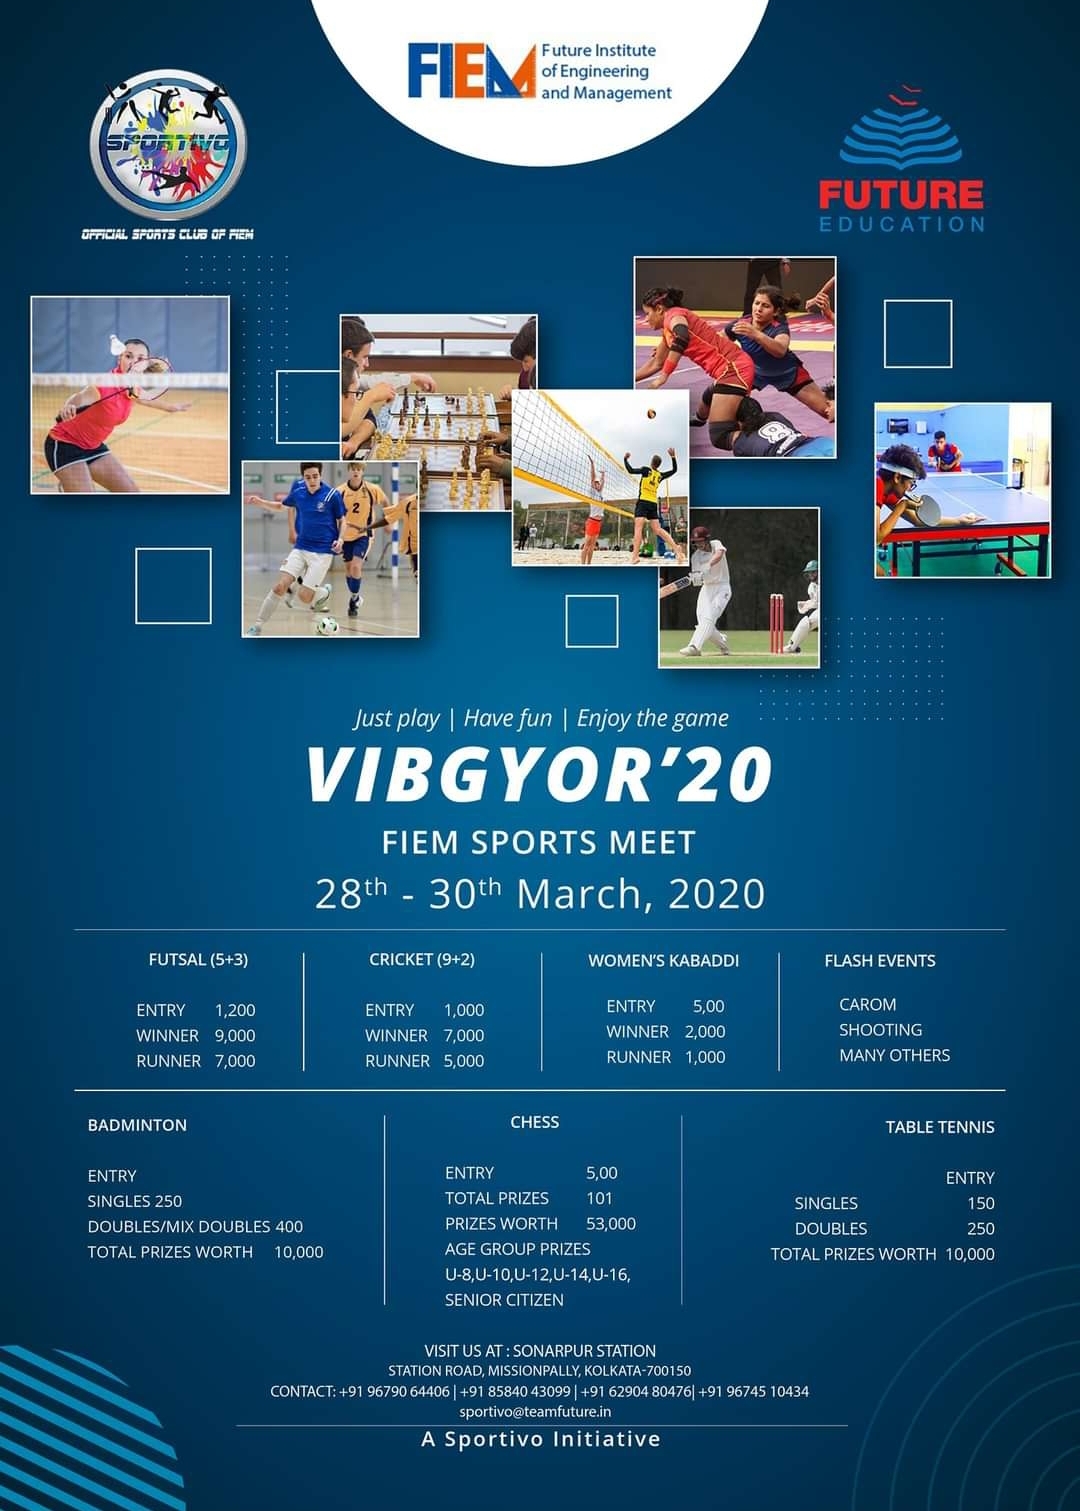 FIEM Future Institute
of Engineering
and Management
SPORTIVO
OFFICIAL SPORTS CLUB OF FIEM
FUTURE
EDUCATION
2
8
Just play | Have fun | Enjoy the game
VIBGYOR'20
FIEM SPORTS MEET
28th - 30th March, 2020
FUTSAL (5+3)
ENTRY 1,200
WINNER 9,000
RUNNER 7,000
CRICKET (9+2)
ENTRY 1,000
WINNER 7,000
RUNNER 5,000
WOMEN'S KABADDI
ENTRY 5,00
WINNER 2,000
RUNNER 1,000
FLASH EVENTS
CAROM
SHOOTING
MANY OTHERS
BADMINTON
ENTRY
SINGLES 250
DOUBLES/MIX DOUBLES 400
TOTAL PRIZES WORTH 10,000
CHESS
ENTRY 5,00
TOTAL PRIZES 101
PRIZES WORTH 53,000
AGE GROUP PRIZES
U-8,U-10,U-12,U-14,U-16,
SENIOR CITIZEN
TABLE TENNIS
ENTRY
SINGLES 150
DOUBLES 250
TOTAL PRIZES WORTH 10,000
VISIT US AT : SONARPUR STATION
STATION ROAD, MISSIONPALLY, KOLKATA-700150
CONTACT: +91 96790 64406 | +91 85840 43099 | +91 62904 80476| +91 96745 10434
sportivo@teamfuture.in
A Sportivo Initiative